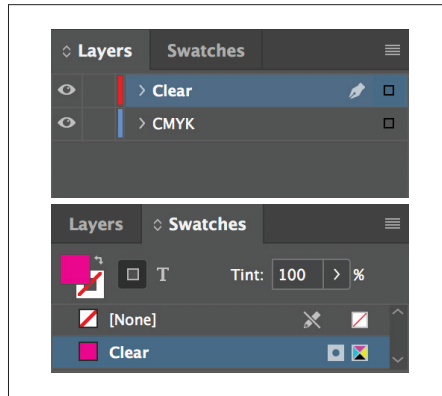 Layers Swatches
Clear
CMYK
Layers Swatches
T Tint: 100 %
[None]
Clear